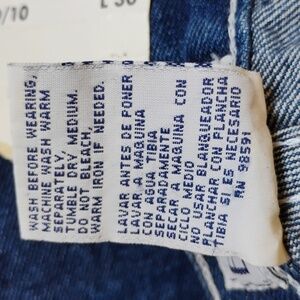 /10
L 30
WASH BEFORE WEARING,
MACHINE WASH WARM
SEPARATELY,
TUMBLE DRY MEDIUM.
DO NOT BLEACH,
WARM IRON IF NEEDED.
LAVAR ANTES DE PONER
LAVAR A MAQUINA
CON AGUA TIBIA
SEPARADAMENTE
SECAR A MAQUINA CON
CICLO MEDIO
NO USAR BLANQUEADOR
PLANCHAR CON PLANCHA
TIBIA SI ES NECESARIO
RN 98591